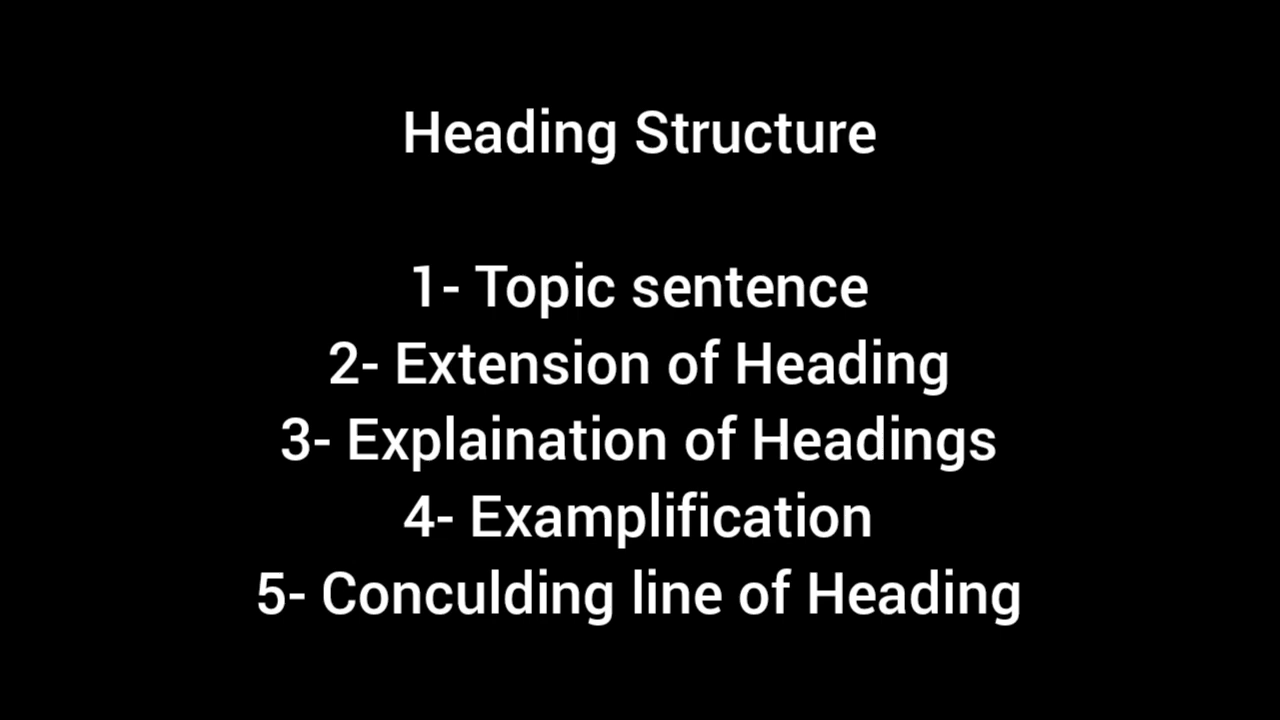 Heading Structure
1- Topic sentence
2- Extension of Heading
3- Explaination of Headings
4- Examplification
5- Conculding line of Heading